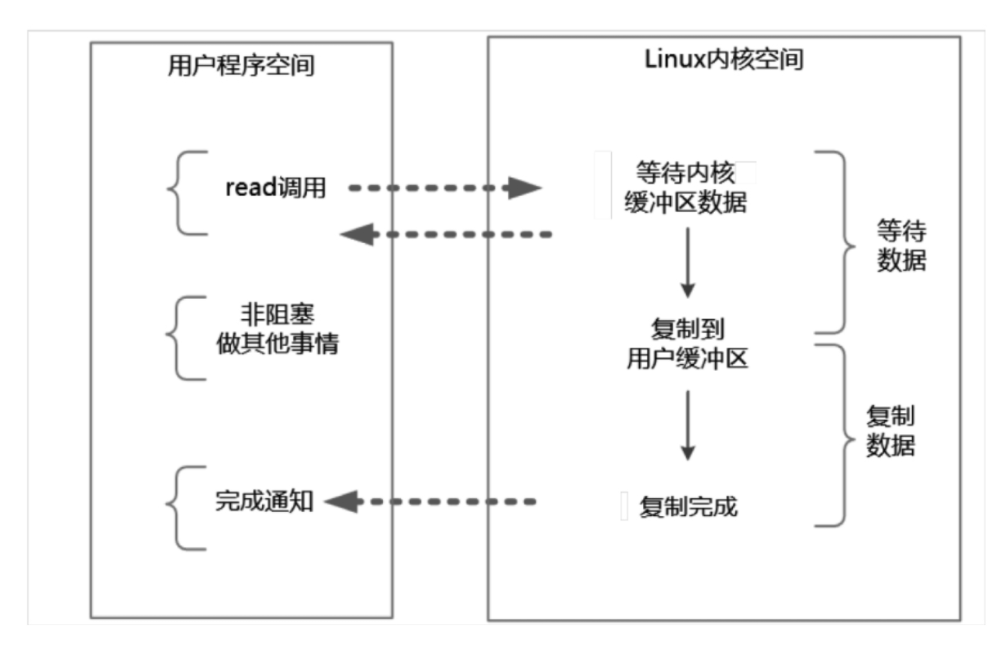 用户程序空间
Linux内核空间
read调用
等待内核
缓冲区数据
等待
数据
非阻塞
做其他事情
复制到
用户缓冲区
复制
数据
完成通知
复制完成